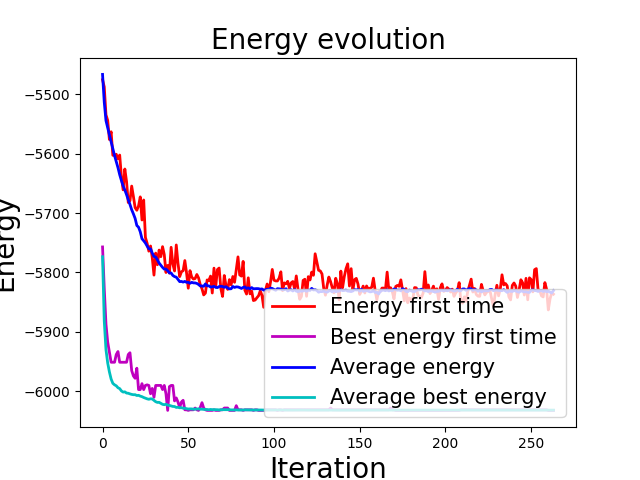 Energy evolution
Energy
−5500
−5600
−5700
−5800
−5900
−6000
Energy first time
Best energy first time
Average energy
Average best energy
0 50 100 150 200 250
Iteration